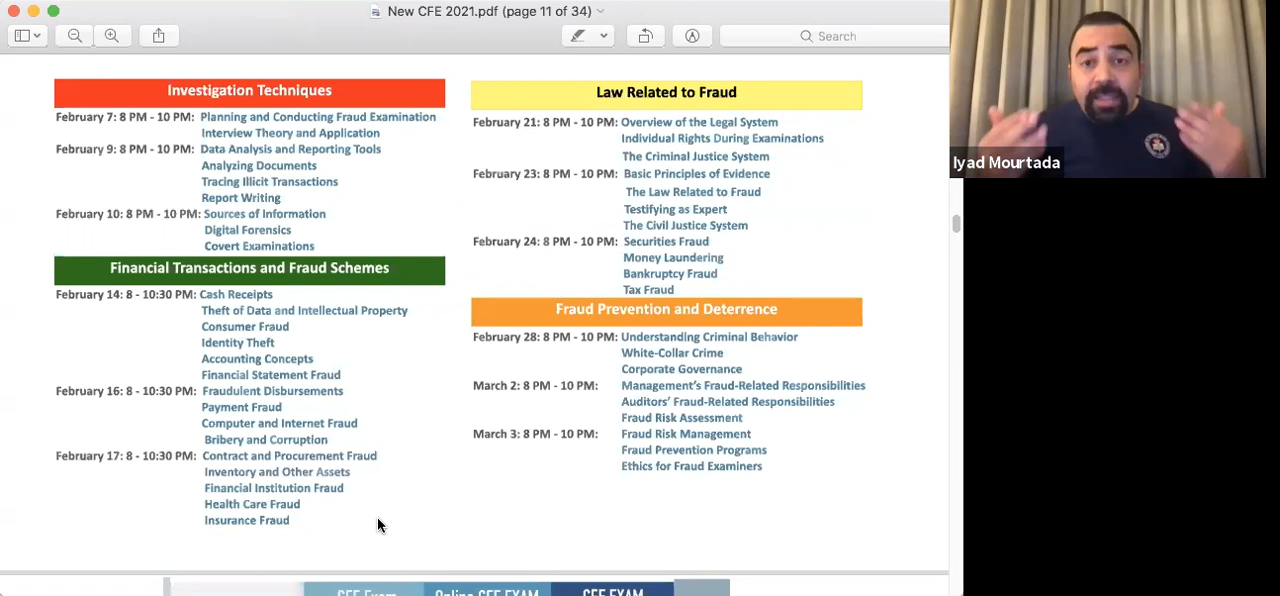 New CFE 2021.pdf (page 11 of 34)
Search
Investigation Techniques
February 7: 8 PM - 10 PM: Planning and Conducting Fraud Examination
Interview Theory and Application
February 9: 8 PM - 10 PM: Data Analysis and Reporting Tools
Analyzing Documents
Tracing Illicit Transactions
Report Writing
February 10: 8 PM - 10 PM: Sources of Information
Digital Forensics
Covert Examinations
Financial Transactions and Fraud Schemes
February 14: 8 - 10:30 PM: Cash Receipts
Theft of Data and Intellectual Property
Consumer Fraud
Identity Theft
Accounting Concepts
Financial Statement Fraud
February 16: 8 - 10:30 PM: Fraudulent Disbursements
Payment Fraud
Computer and Internet Fraud
Bribery and Corruption
February 17: 8 - 10:30 PM: Contract and Procurement Fraud
Inventory and Other Assets
Financial Institution Fraud
Health Care Fraud
Insurance Fraud
Law Related to Fraud
February 21: 8 PM - 10 PM: Overview of the Legal System
Individual Rights During Examinations
The Criminal Justice System
February 23: 8 PM - 10 PM: Basic Principles of Evidence
The Law Related to Fraud
Testifying as Expert
The Civil Justice System
February 24: 8 PM - 10 PM: Securities Fraud
Money Laundering
Bankruptcy Fraud
Tax Fraud
Fraud Prevention and Deterrence
February 28: 8 PM - 10 PM: Understanding Criminal Behavior
White-Collar Crime
Corporate Governance
March 2: 8 PM - 10 PM: Management's Fraud-Related Responsibilities
Auditors' Fraud-Related Responsibilities
Fraud Risk Assessment
March 3: 8 PM - 10 PM: Fraud Risk Management
Fraud Prevention Programs
Ethics for Fraud Examiners
CFE Exam Online CFE EXAM CFE EXAM
Iyad Mourtada